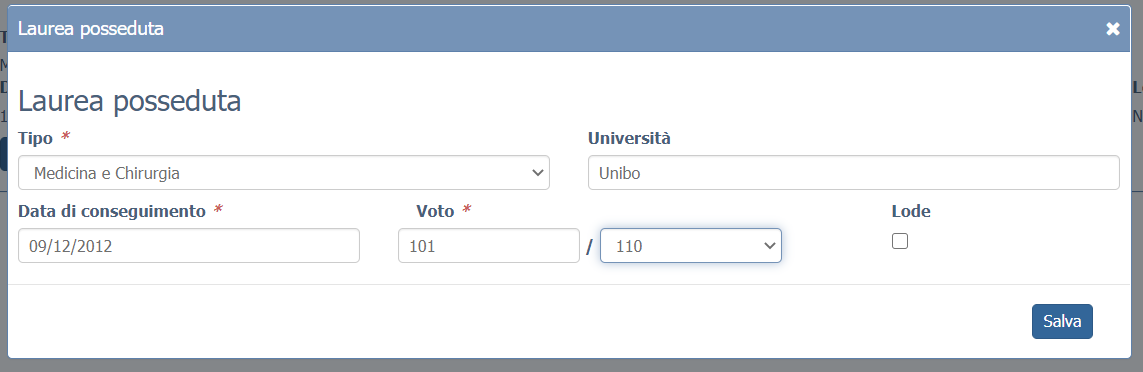 Laurea posseduta
Laurea posseduta
Tipo *
Università
Medicina e Chirurgia
Unibo
Data di conseguimento *
Voto *
Lode
09/12/2012
101 / 110
Salva